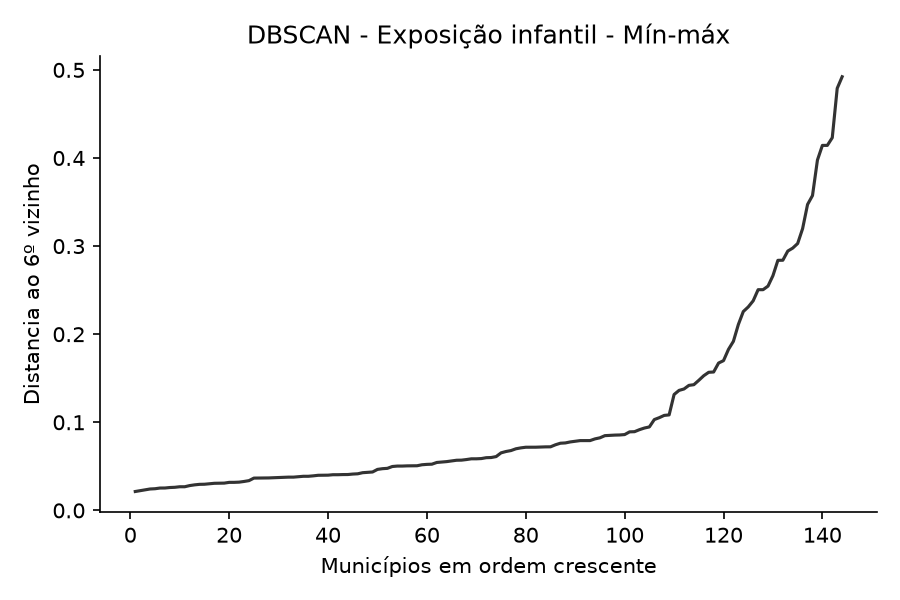 DBSCAN - Exposição infantil - Mín-máx
0.5
0.4
0.3
0.2
0.1
0.0
Distancia ao 6º vizinho
0 20 40 60 80 100 120 140
Municípios em ordem crescente